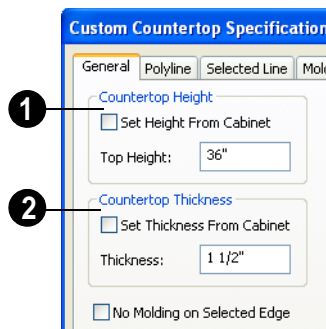 Custom Countertop Specification
General Polyline Selected Line
Countertop Height
1
Set Height From Cabinet
Top Height: 36"
Countertop Thickness
2
Set Thickness From Cabinet
Thickness: 1 1/2"
No Molding on Selected Edge